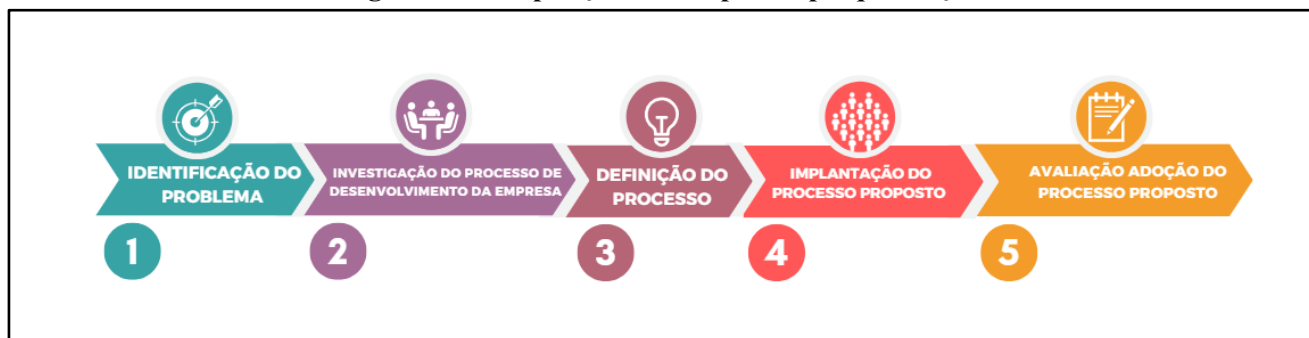 IDENTIFICAÇÃO DO
PROBLEMA
INVESTIGAÇÃO DO PROCESSO DE
DESENVOLVIMENTO DA EMPRESA
DEFINIÇÃO DO
PROCESSO
IMPLANTAÇÃO DO
PROCESSO PROPOSTO
AVALIAÇÃO ADOÇÃO DO
PROCESSO PROPOSTO
1
2
3
4
5